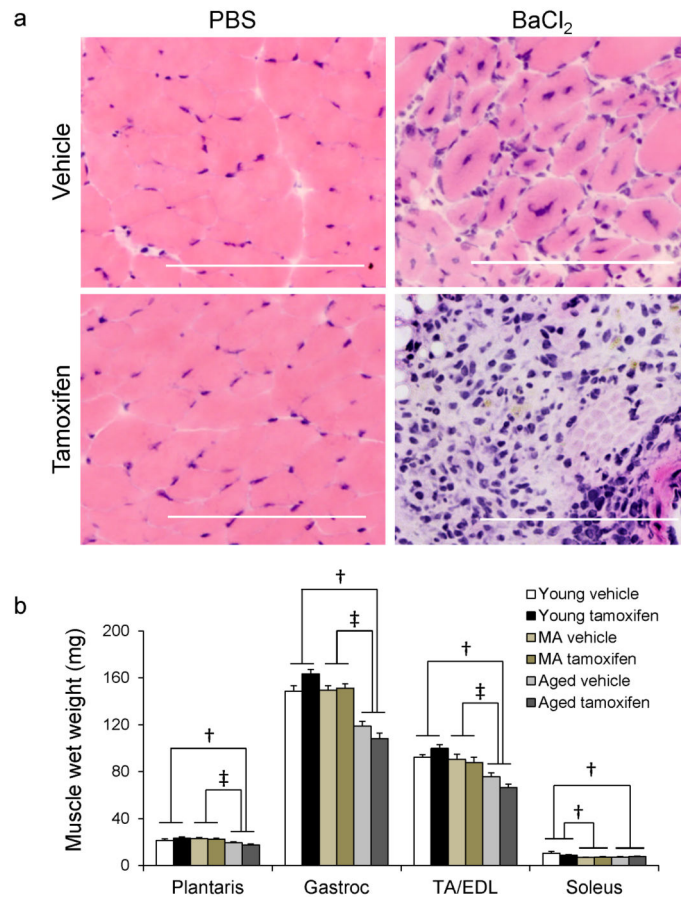 a
PBS
BaCl₂
Vehicle
Tamoxifen
b
Muscle wet weight (mg)
200
160
120
80
40
0
†
‡
†
‡
†
‡
†
†
Young vehicle
Young tamoxifen
MA vehicle
MA tamoxifen
Aged vehicle
Aged tamoxifen
Plantaris
Gastroc
TA/EDL
Soleus